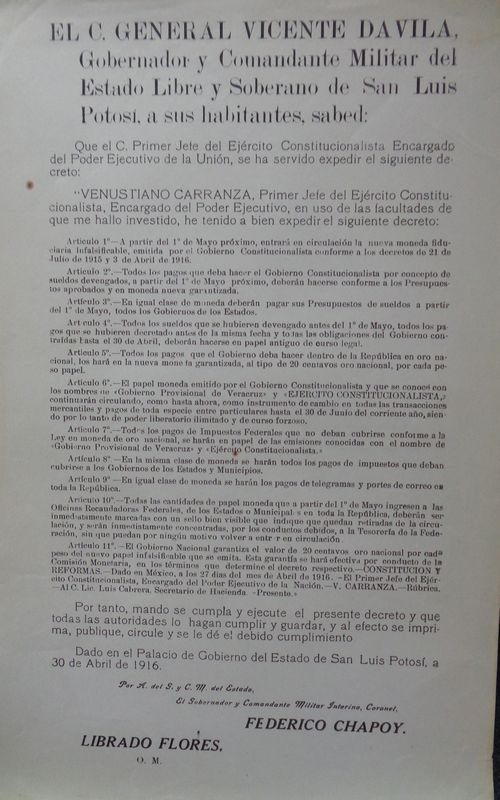 EL C. GENERAL VICENTE DAVILA,
Gobernador y Comandante Militar del
Estado Libre y Soberano de San Luis
Potosí, a sus habitantes, sabed:
Que el C. Primer Jefe del Ejército Constitucionalista Encargado
del Poder Ejecutivo de la Unión, se ha servido expedir el siguiente de-
creto:
"VENUSTIANO CARRANZA, Primer Jefe del Ejército Constitu-
cionalista, Encargado del Poder Ejecutivo, en uso de las facultades de
que me hallo investido, he tenido a bien expedir el siguiente decreto:
Artículo 1º—A partir del 1º de Mayo próximo, entrará en circulación la nueva moneda fidu-
ciaria infalsificable, emitida por el Gobierno Constitucionalista conforme a los decretos de 21 de
Julio de 1915 y 3 de Abril de 1916.
Artículo 2º.—Todos los pagos que deba hacer el Gobierno Constitucionalista por concepto de
sueldos devengados, a partir del 1º de Mayo próximo, deberán hacerse conforme a los Presupues-
tos aprobados y en moneda nueva garantizada.
Artículo 3º.—En igual clase de moneda deberán pagar sus Presupuestos de sueldos a partir
del 1º de Mayo, todos los Gobiernos de los Estados.
Art culo 4º.—Todos los sueldos que se hubieren devengado antes del 1º de Mayo, todos los pa-
gos que se hubieren decretado antes de la misma fecha y todas las obligaciones del Gobierno con-
traídas hasta el 30 de Abril, deberán hacerse en papel antiguo de curso legal.
Artículo 5º.—Todos los pagos que el Gobierno deba hacer dentro de la República en oro na-
cional, los hará en la nueva moneda garantizada, al tipo de 20 centavos oro nacional, por cada pe-
so papel.
Artículo 6º.—El papel moneda emitido por el Gobierno Constitucionalista y que se conoce con
los nombres de «Gobierno Provisional de Veracruz» y «EJERCITO CONSTITUCIONALISTA,»
continuarán circulando, como hasta ahora, como instrumento de cambio en todas las transacciones
mercantiles y pagos de toda especie entre particulares hasta el 30 de Junio del corriente año, sien-
do por lo tanto de poder liberatorio ilimitado y de curso forzoso.
Artículo 7º—Todos los pagos de Impuestos Federales que no deban cubrirse conforme a la
Ley en moneda de oro nacional, se harán en papel de las emisiones conocidas con el nombre de
«Gobierno Provisional de Veracruz» y «Ejército Constitucionalista.»
Artículo 8º—En la misma clase de moneda se harán todos los pagos de impuestos que deban
cubrirse a los Gobiernos de los Estados y Municipios.
Artículo 9º—En igual clase de moneda se harán los pagos de telegramas y portes de correo en
toda la República.
Artículo 10º.—Todas las cantidades de papel moneda que a partir del 1º de Mayo ingresen a las
Oficinas Recaudadoras Federales, de los Estados o Municipales en toda la República, deberán ser
inmediatamente marcadas con un sello bien visible que indique que quedan retiradas de la circu-
lación, y serán inmediatamente concentradas, por los conductos debidos, a la Tesorería de la Fede-
ración, sin que puedan por ningún motivo volver a entr r en circulación.
Artículo 11º.—El Gobierno Nacional garantiza el valor de 20 centavos oro nacional por cada
peso del nuevo papel infalsificable que se emita. Esta garantía se hará efectiva por conducto de la
Comisión Monetaria, en los términos que determine el decreto respectivo.—CONSTITUCION Y
REFORMAS.—Dado en México, a los 27 días del mes de Abril de 1916.—El Primer Jefe del Ejér-
cito Constitucionalista, Encargado del Poder Ejecutivo de la Nación.—V. CARRANZA.—Rúbrica.
—Al C. Lic. Luis Cabrera, Secretario de Hacienda —Presente.»
Por tanto, mando se cumpla y ejecute el presente decreto y que
todas las autoridades lo hagan cumplir y guardar, y al efecto se impri-
ma, publique, circule y se le dé el debido cumplimiento
Dado en el Palacio de Gobierno del Estado de San Luis Potosí, a
30 de Abril de 1916.
Por A. del G. y C. M. del Estado,
El Gobernador y Comandante Militar Interino, Coronel,
FEDERICO CHAPOY.
LIBRADO FLORES,
O. M.